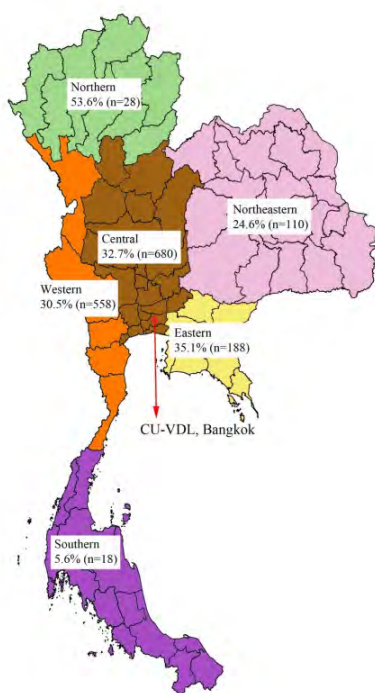 Northern
53.6% (n=28)
Northeastern
24.6% (n=110)
Central
32.7% (n=680)
Western
30.5% (n=558)
Eastern
35.1% (n=188)
CU-VDL, Bangkok
Southern
5.6% (n=18)